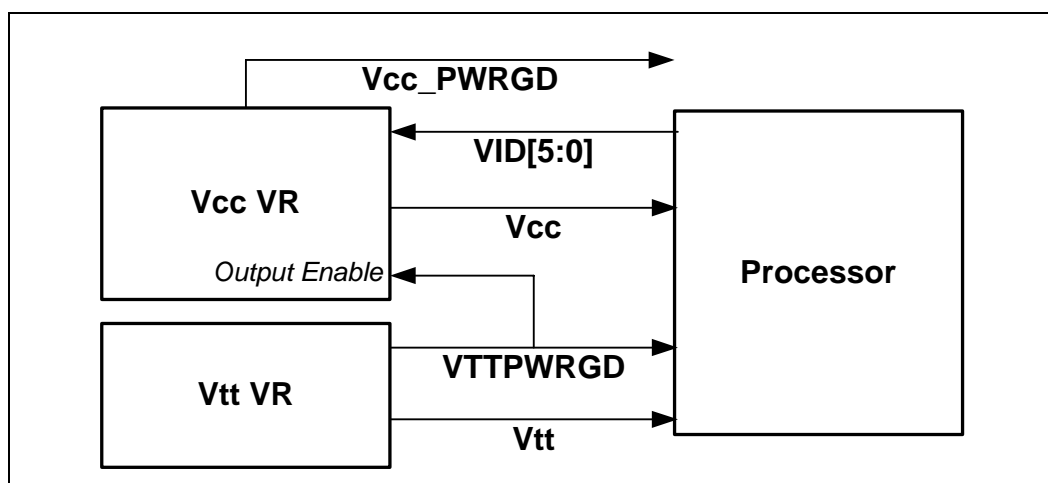 Vcc_PWRGD
VID[5:0]
Vcc VR
Vcc
Output Enable
Processor
VTTPWRGD
Vtt VR
Vtt